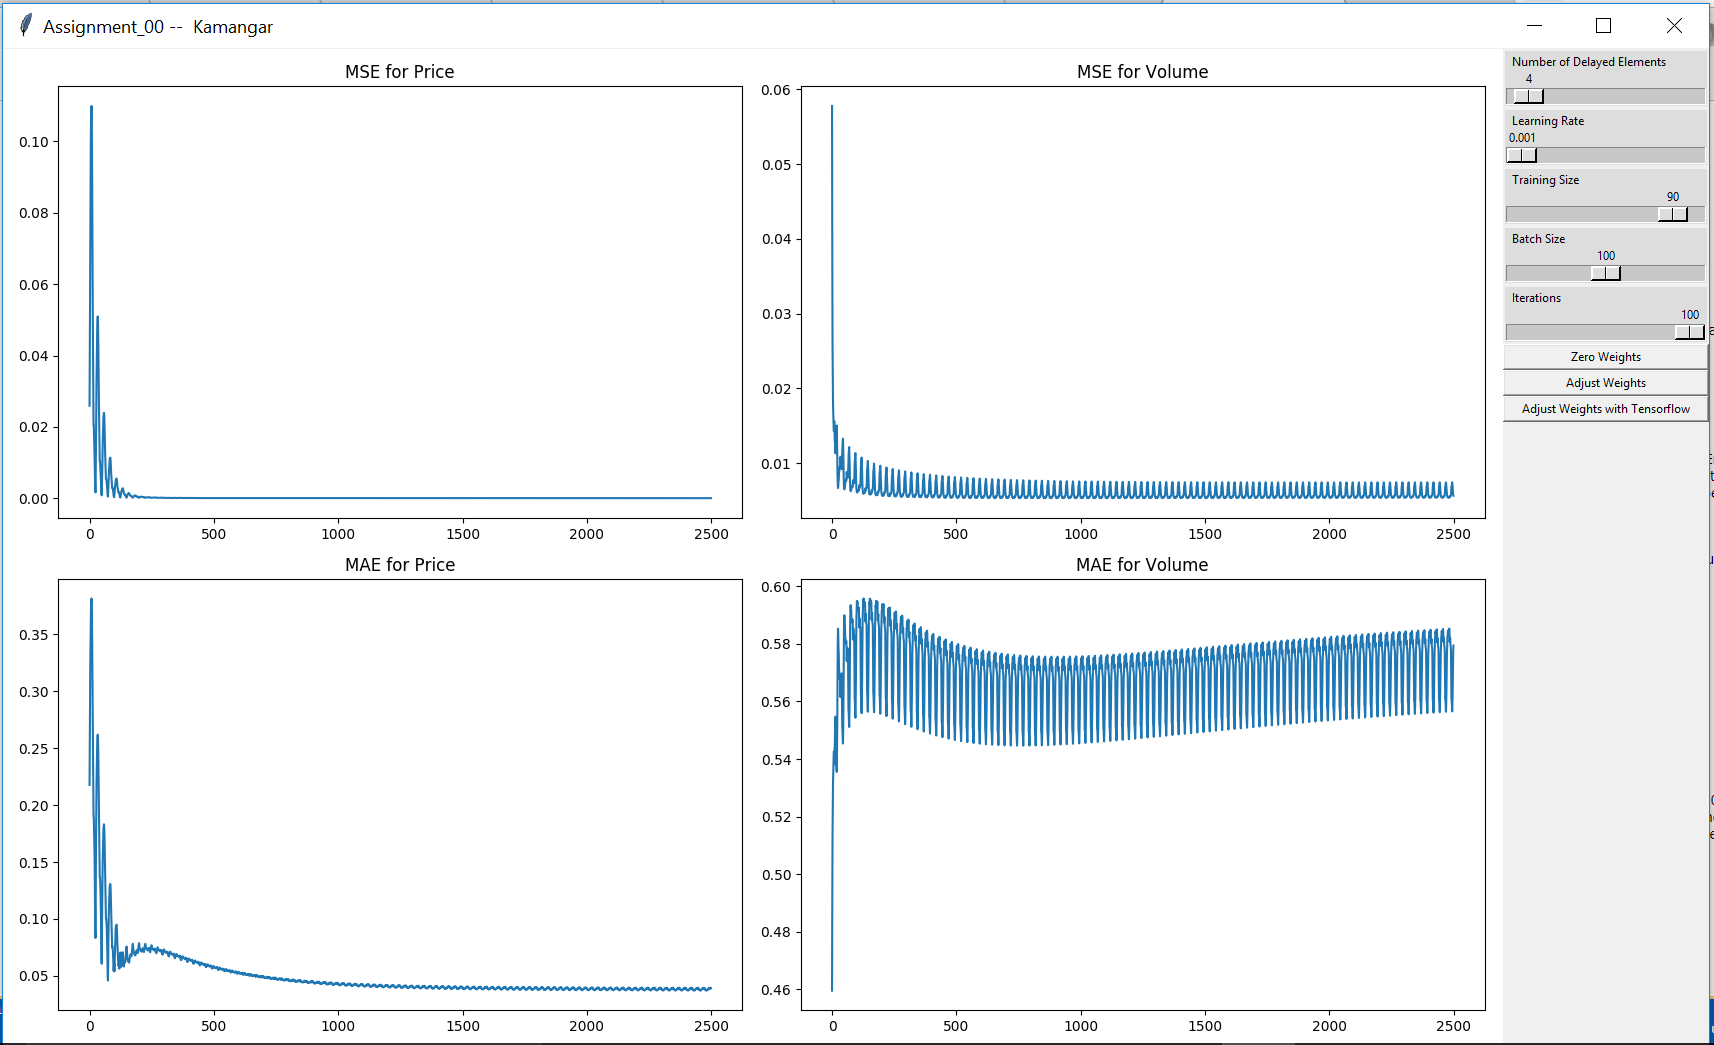 Assignment_00 -- Kamangar
MSE for Price
0.10
0.08
0.06
0.04
0.02
0.00
0 500 1000 1500 2000 2500
MSE for Volume
0.06
0.05
0.04
0.03
0.02
0.01
0 500 1000 1500 2000 2500
MAE for Price
0.35
0.30
0.25
0.20
0.15
0.10
0.05
0 500 1000 1500 2000 2500
MAE for Volume
0.60
0.58
0.56
0.54
0.52
0.50
0.48
0.46
0 500 1000 1500 2000 2500
Number of Delayed Elements
4
Learning Rate
0.001
Training Size
90
Batch Size
100
Iterations
100
Zero Weights
Adjust Weights
Adjust Weights with Tensorflow